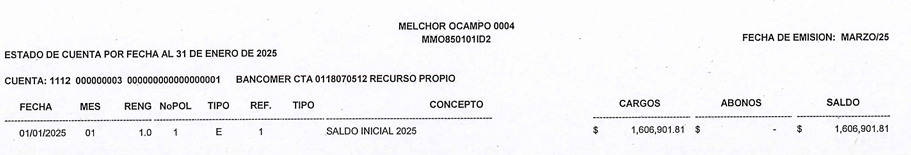 MELCHOR OCAMPO 0004
MMO850101ID2
FECHA DE EMISION: MARZO/25
ESTADO DE CUENTA POR FECHA AL 31 DE ENERO DE 2025
CUENTA: 1112 000000003 000000000000000001 BANCOMER CTA 0118070512 RECURSO PROPIO
FECHA MES RENG NoPOL TIPO REF. TIPO CONCEPTO CARGOS ABONOS SALDO
01/01/2025 01 1.0 1 E 1 SALDO INICIAL 2025 $ 1,606,901.81 $ - $ 1,606,901.81